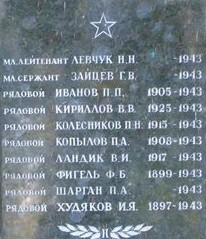 МЛ.ЛЕЙТЕНАНТ ЛЕВЧУК Н.Н. -1943
МЛ.СЕРЖАНТ ЗАЙЦЕВ Г.В. -1943
РЯДОВОЙ ИВАНОВ П.П. 1905-1943
РЯДОВОЙ КИРИЛЛОВ В.В. 1925-1943
РЯДОВОЙ КОЛЕСНИКОВ П.Н. 1915-1943
РЯДОВОЙ КОПЫЛОВ П.А. 1908-1943
РЯДОВОЙ ЛАНДИК В.И. 1917-1943
РЯДОВОЙ ФИГЕЛЬ Ф.Б. 1899-1943
РЯДОВОЙ ШАРГАН П.А. -1943
РЯДОВОЙ ХУДЯКОВ И.Я. 1897-1943